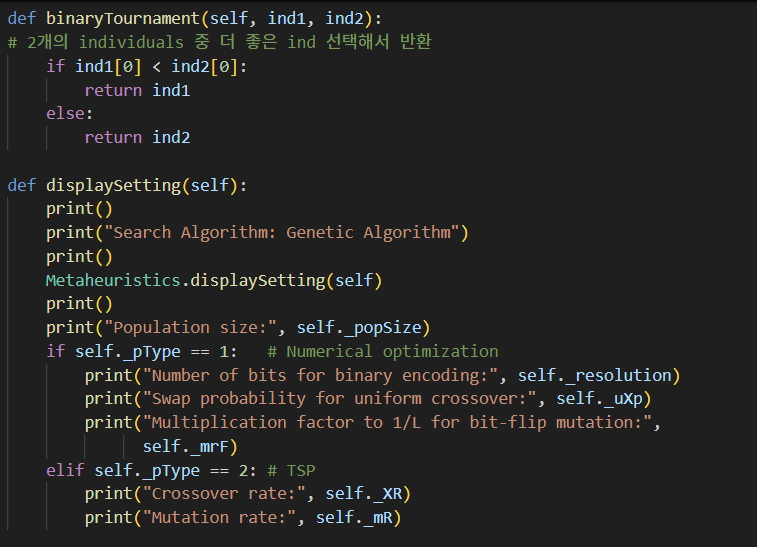 def binaryTournament(self, ind1, ind2):
# 2개의 individuals 중 더 좋은 ind 선택해서 반환
    if ind1[0] < ind2[0]:
        return ind1
    else:
        return ind2

def displaySetting(self):
    print()
    print("Search Algorithm: Genetic Algorithm")
    print()
    Metaheuristics.displaySetting(self)
    print()
    print("Population size:", self._popSize)
    if self._pType == 1:   # Numerical optimization
        print("Number of bits for binary encoding:", self._resolution)
        print("Swap probability for uniform crossover:", self._uXp)
        print("Multiplication factor to 1/L for bit-flip mutation:",
              self._mrF)
    elif self._pType == 2: # TSP
        print("Crossover rate:", self._XR)
        print("Mutation rate:", self._mR)